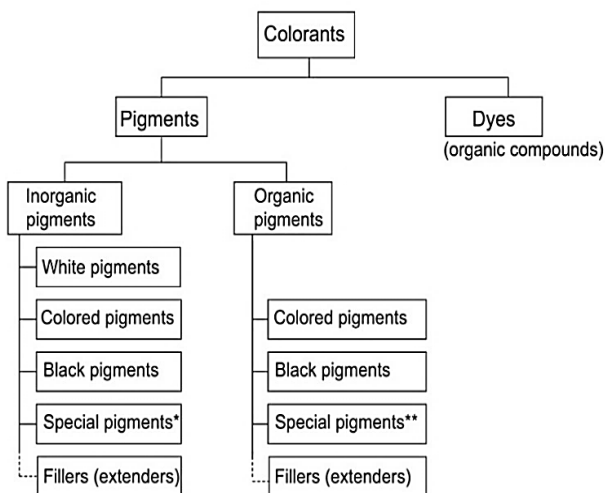 Colorants
Pigments
Dyes
(organic compounds)
Inorganic
pigments
Organic
pigments
White pigments
Colored pigments
Black pigments
Special pigments*
Fillers (extenders)
Colored pigments
Black pigments
Special pigments**
Fillers (extenders)